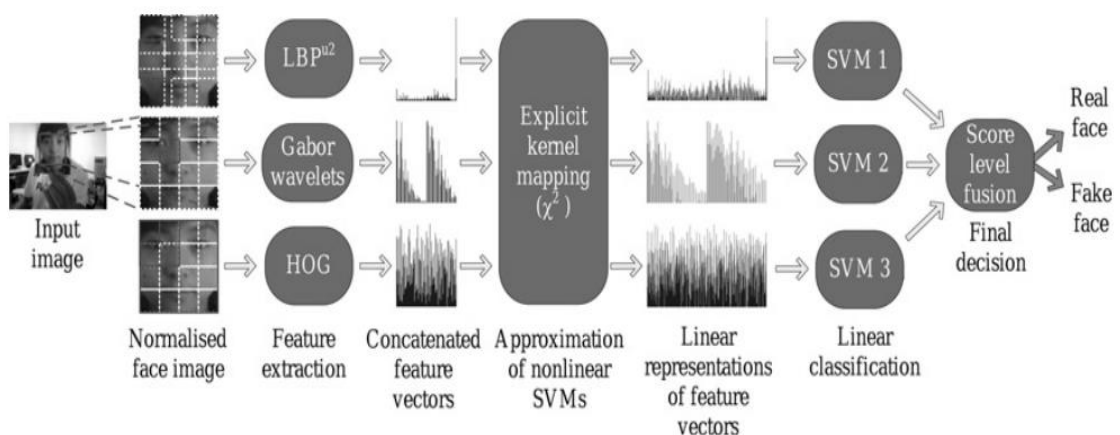 LBPu2
Gabor
wavelets
HOG
Explicit
kernel
mapping
(χ2)
SVM 1
SVM 2
SVM 3
Score
level
fusion
Real
face
Fake
face
Input
image
Final
decision
Normalised
face image
Feature
extraction
Concatenated
feature
vectors
Approximation
of nonlinear
SVMs
Linear
representations
of feature
vectors
Linear
classification